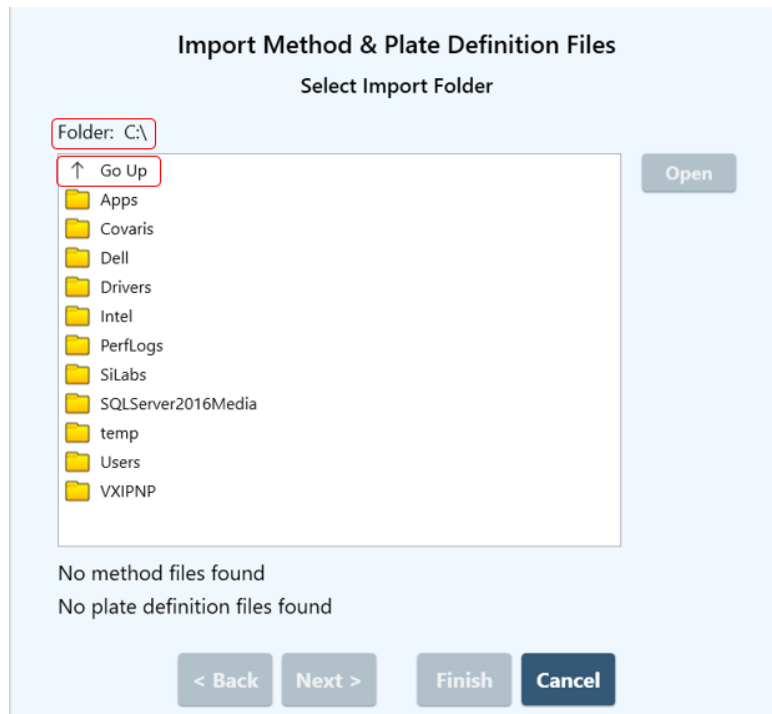 Import Method & Plate Definition Files
Select Import Folder
Folder: C:\
↑ Go Up
Open
Apps
Covaris
Dell
Drivers
Intel
PerfLogs
SiLabs
SQLServer2016Media
temp
Users
VXIPNP
No method files found
No plate definition files found
< Back Next > Finish Cancel